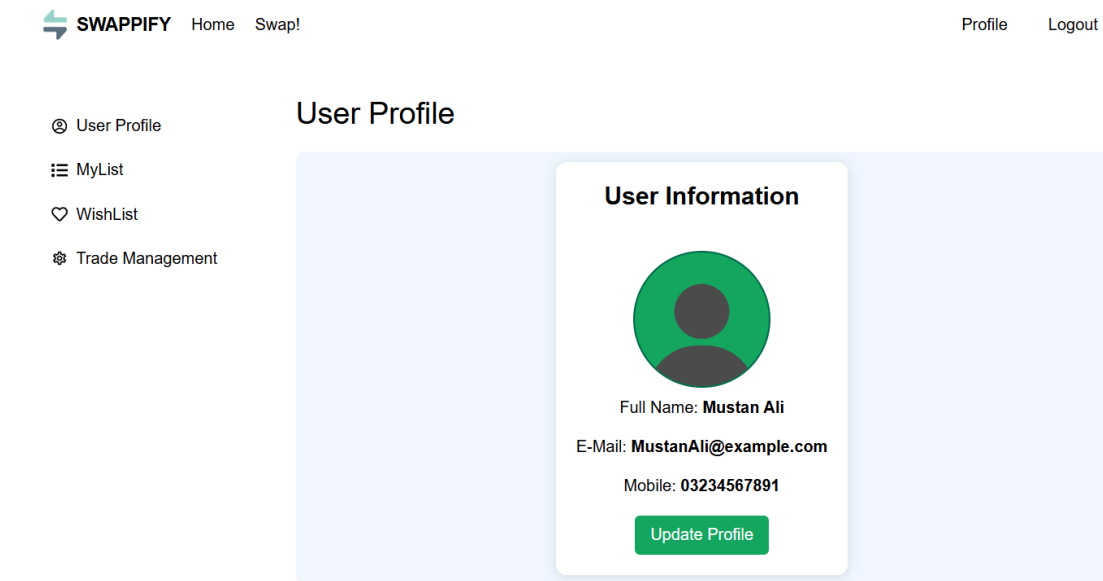 SWAPPIFY Home Swap! Profile Logout
User Profile
MyList
WishList
Trade Management
User Profile
User Information
Full Name: Mustan Ali
E-Mail: MustanAli@example.com
Mobile: 03234567891
Update Profile